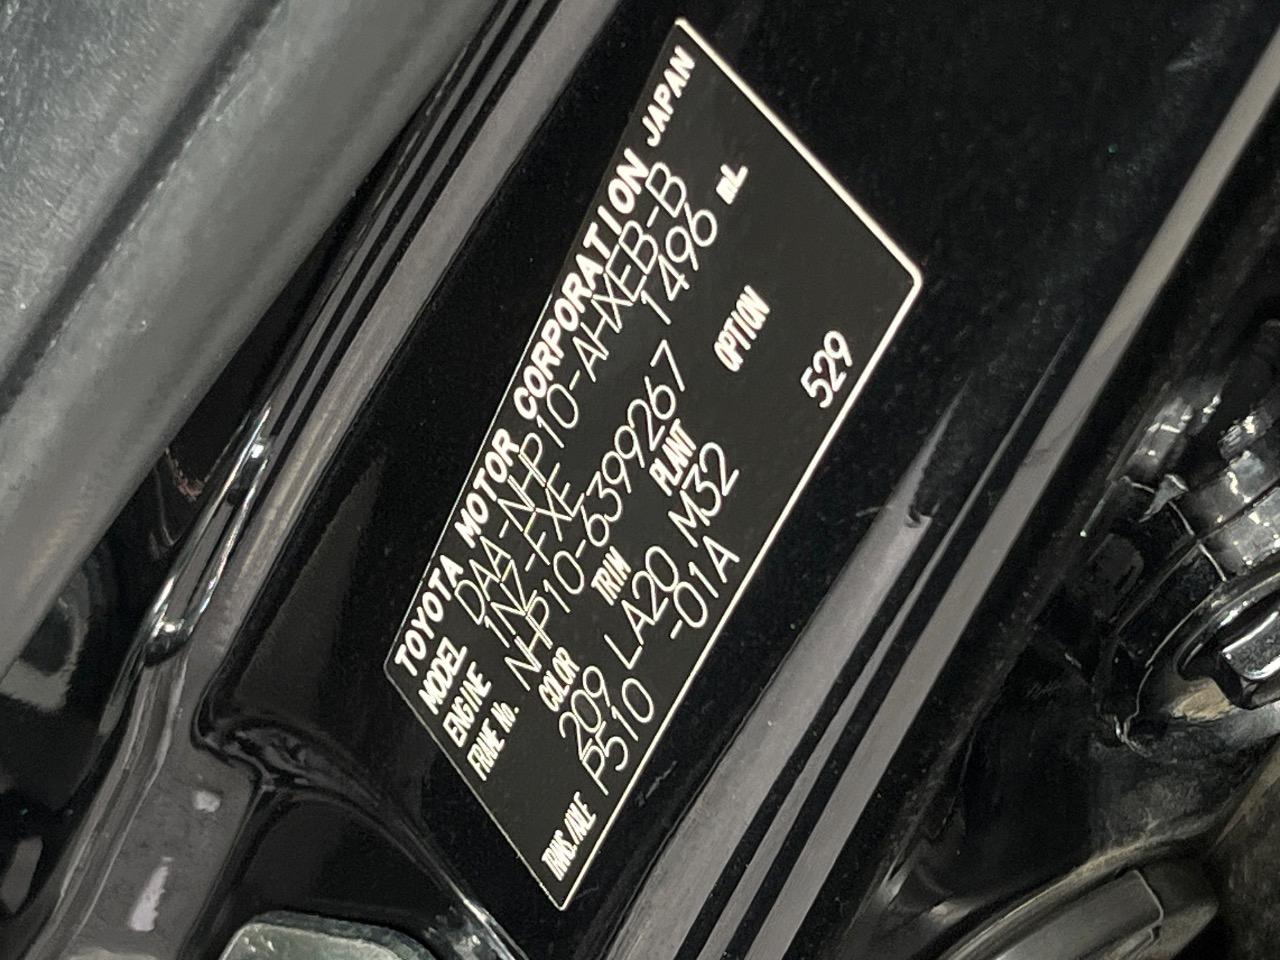 TOYOTA MOTOR CORPORATION JAPAN
MODEL DAA-NHP10-AHXEB-B
ENGINE 1NZ-FXE 1496 mL
FRAME No. NHP10-6399267
COLOR TRIM PLANT OPTION
209 LA20 M32
TRANS./AXLE P510 -01A 529